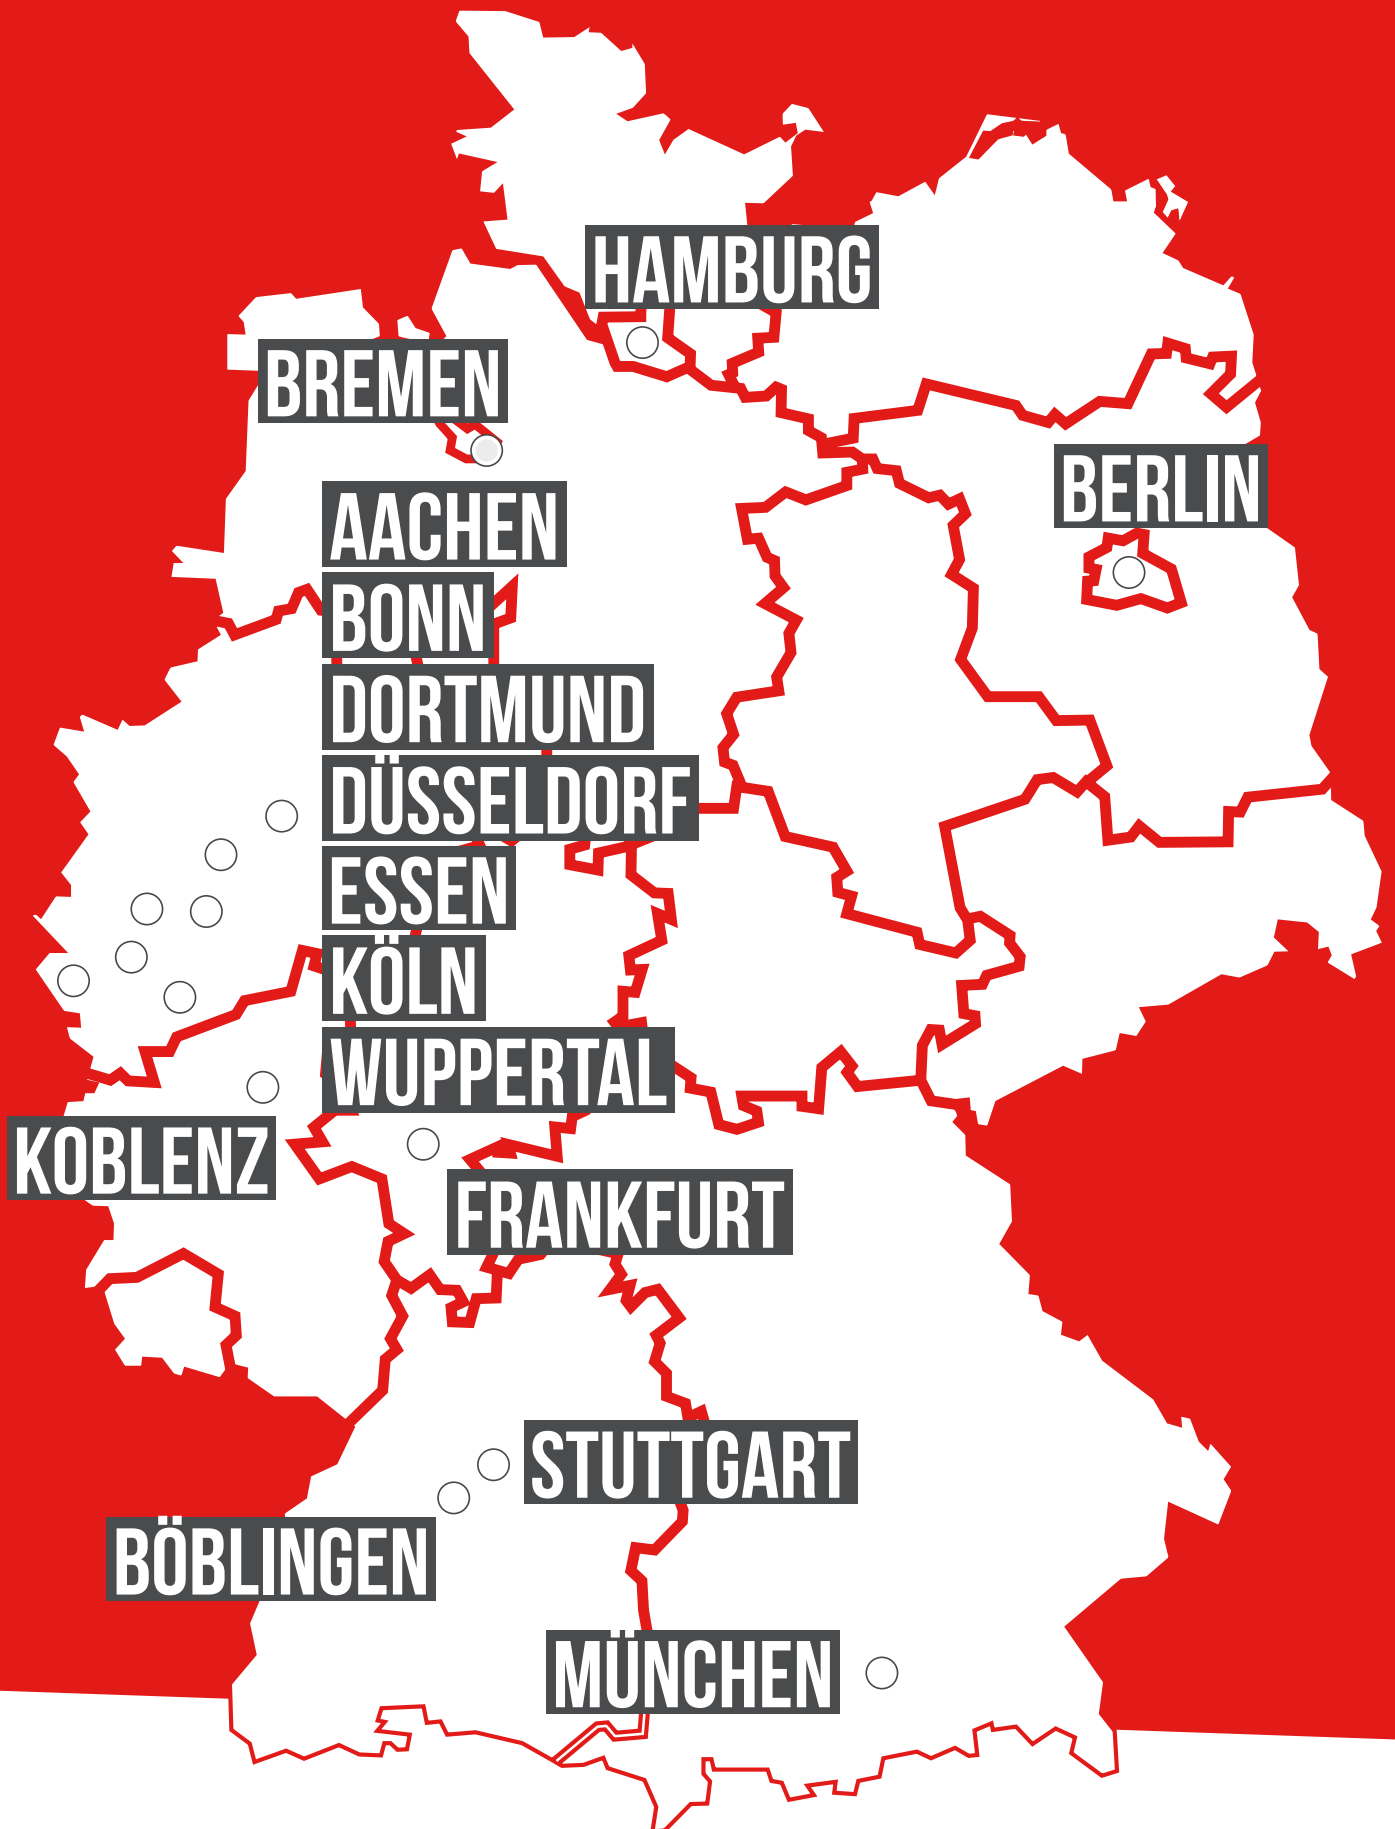 HAMBURG
BREMEN
BERLIN
AACHEN
BONN
DORTMUND
DÜSSELDORF
ESSEN
KÖLN
WUPPERTAL
KOBLENZ
FRANKFURT
STUTTGART
BÖBLINGEN
MÜNCHEN